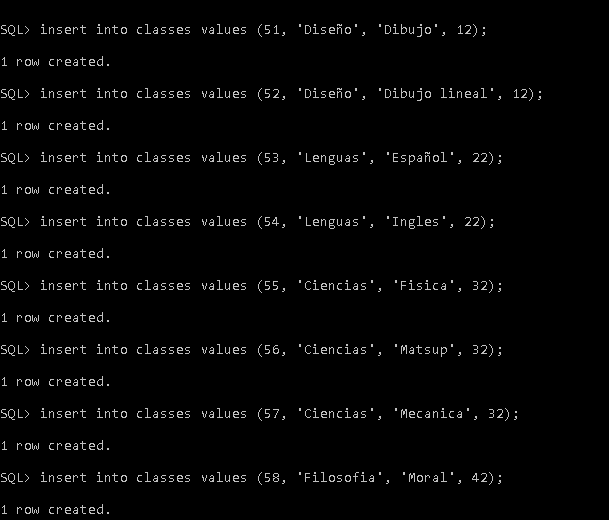 SQL> insert into classes values (51, 'Diseño', 'Dibujo', 12);
1 row created.
SQL> insert into classes values (52, 'Diseño', 'Dibujo lineal', 12);
1 row created.
SQL> insert into classes values (53, 'Lenguas', 'Español', 22);
1 row created.
SQL> insert into classes values (54, 'Lenguas', 'Ingles', 22);
1 row created.
SQL> insert into classes values (55, 'Ciencias', 'Fisica', 32);
1 row created.
SQL> insert into classes values (56, 'Ciencias', 'Matsup', 32);
1 row created.
SQL> insert into classes values (57, 'Ciencias', 'Mecanica', 32);
1 row created.
SQL> insert into classes values (58, 'Filosofia', 'Moral', 42);
1 row created.